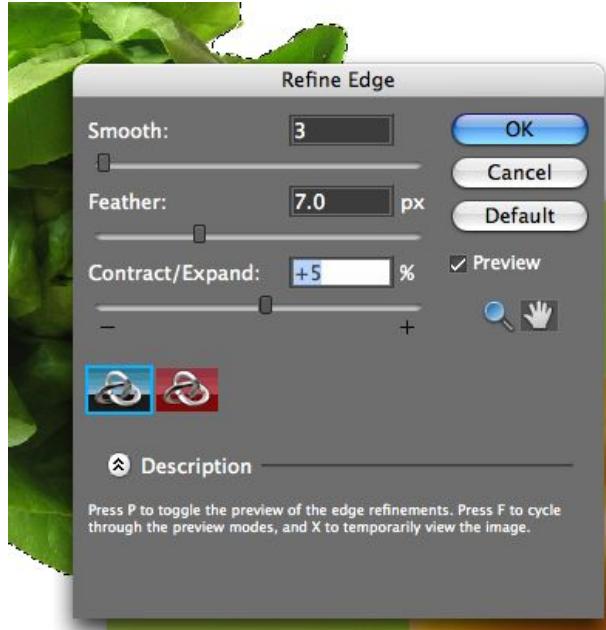 Refine Edge
Smooth: 3 OK
Cancel
Feather: 7.0 px Default
Contract/Expand: +5 % Preview
− +
Description
Press P to toggle the preview of the edge refinements. Press F to cycle
through the preview modes, and X to temporarily view the image.